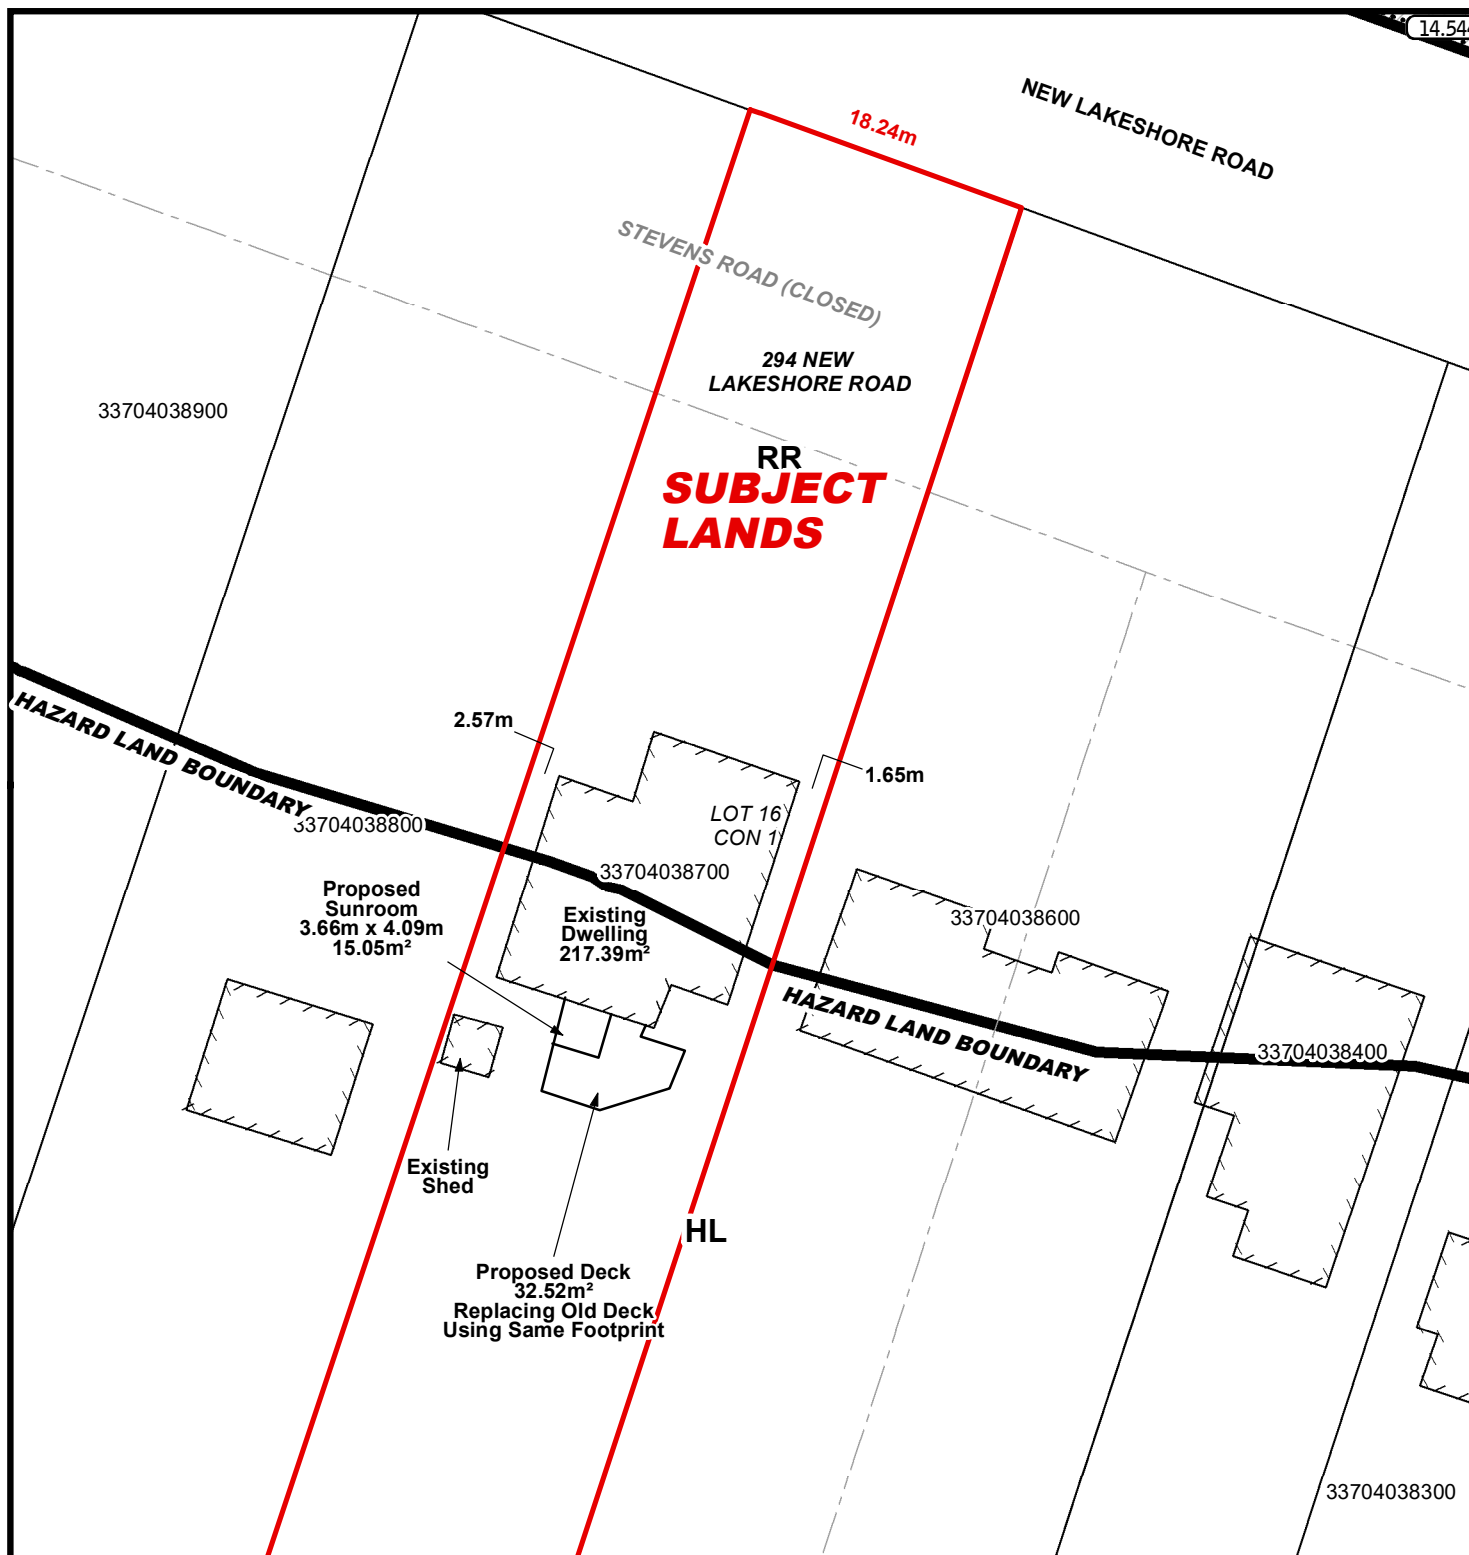 14.544
NEW LAKESHORE ROAD
18.24m
STEVENS ROAD (CLOSED)
294 NEW
LAKESHORE ROAD
33704038900
RR
SUBJECT
LANDS
HAZARD LAND BOUNDARY
2.57m
1.65m
LOT 16
CON 1
33704038800
33704038700
Proposed
Sunroom
3.66m x 4.09m
15.05m²
Existing
Dwelling
217.39m²
33704038600
HAZARD LAND BOUNDARY
33704038400
Existing
Shed
HL
Proposed Deck
32.52m²
Replacing Old Deck
Using Same Footprint
33704038300